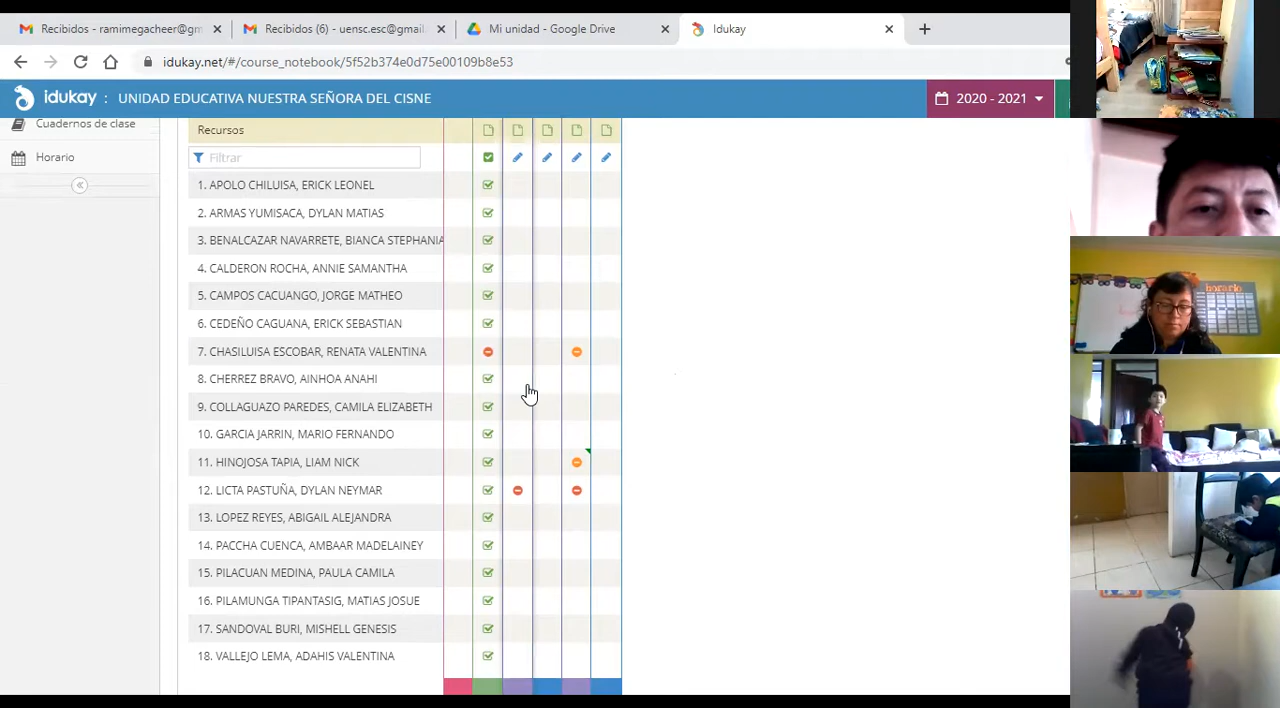 Recibidos - ramimegacheer@gm
Recibidos (6) - uensc.esc@gmail
Mi unidad - Google Drive
Idukay
idukay.net/#/course_notebook/
idukay : UNIDAD EDUCATIVA NUESTRA SEÑORA DEL CISNE
2020 - 2021
Cuadernos de clase
Horario
Recursos
Filtrar
1. APOLO CHILUISA, ERICK LEONEL
2. ARMAS YUMISACA, DYLAN MATIAS
3. BENALCAZAR NAVARRETE, BIANCA STEPHANIA
4. CALDERON ROCHA, ANNIE SAMANTHA
5. CAMPOS CACUANGO, JORGE MATHEO
6. CEDEÑO CAGUANA, ERICK SEBASTIAN
7. CHASILUISA ESCOBAR, RENATA VALENTINA
8. CHERREZ BRAVO, AINHOA ANAHI
9. COLLAGUAZO PAREDES, CAMILA ELIZABETH
10. GARCIA JARRIN, MARIO FERNANDO
11. HINOJOSA TAPIA, LIAM NICK
12. LICTA PASTUÑA, DYLAN NEYMAR
13. LOPEZ REYES, ABIGAIL ALEJANDRA
14. PACCHA CUENCA, AMBAAR MADELAINEY
15. PILACUAN MEDINA, PAULA CAMILA
16. PILAMUNGA TIPANTASIG, MATIAS JOSUE
17. SANDOVAL BURI, MISHELL GENESIS
18. VALLEJO LEMA, ADAHIS VALENTINA
horario